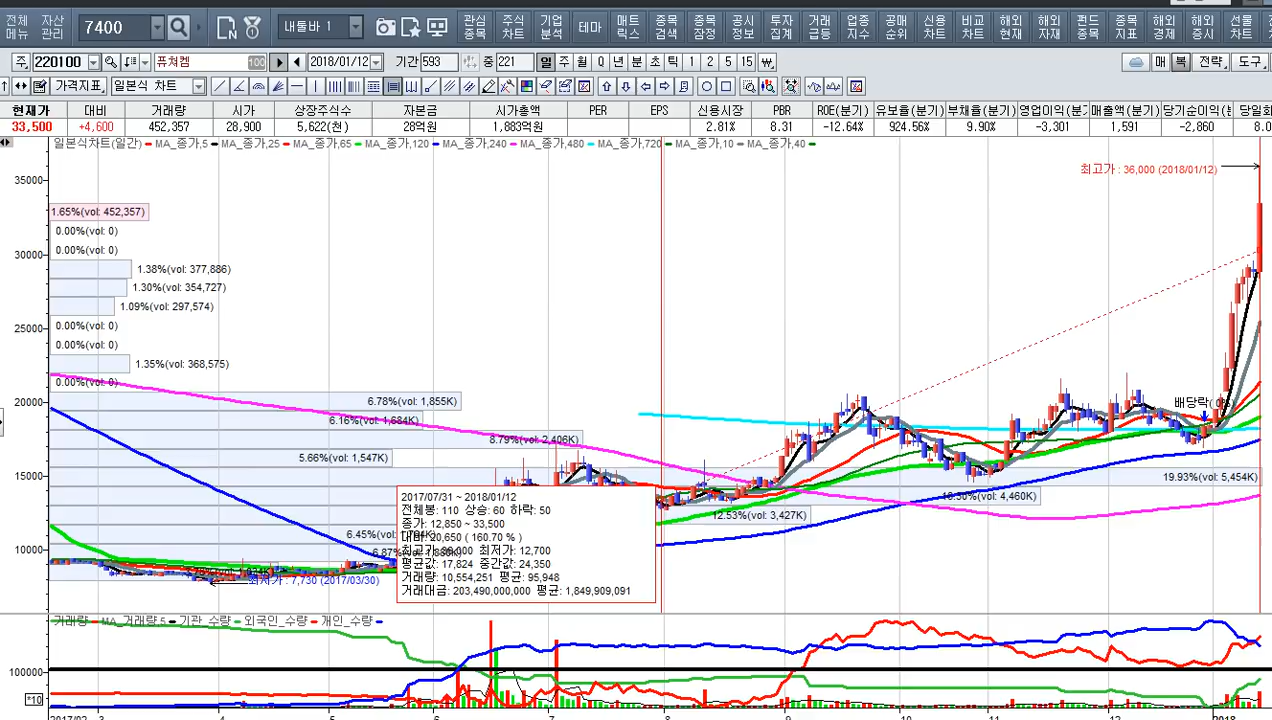 전체 자산 7400 내돌바 1 관심 주식 기업 테마 매트 종목 종목 공시 투자 거래 업종 공매 신용 비교 해외 해외 펀드 종목 해외 해외 선물
메뉴 관리 종목 차트 분석 릭스 검색 잠정 정보 집계 급등 지수 순위 차트 차트 현재 자재 종목 지표 경제 증시 차트
주 220100 퓨쳐켐 100 2018/01/12 기간 593 중 221 일 주 월 Q 년 분 초 틱 1 2 5 15 ₩ 매 복 전략 도구
가격지표 일본식 차트
현재가 대비 거래량 시가 상장주식수 자본금 시가총액 PER EPS 신용시장 PBR ROE(분기) 유보율(분기) 부채율(분기) 영업이익(분: 매출액(분기) 당기순이익(분 당일회
33,500 +4,600 452,357 28,900 5,622(천) 28억원 1,883억원 2.81% 8.31 -12.64% 924.56% 9.90% -3,301 1,591 -2,860 8.0
일본식차트(일간) MA_종가,5 MA_종가,25 MA_종가,65 MA_종가,120 MA_종가,240 MA_종가,480 MA_종가,720 MA_종가,10 MA_종가,40
최고가 : 36,000 (2018/01/12)
35000
1.65%(vol: 452,357)
0.00%(vol: 0)
0.00%(vol: 0)
30000
1.38%(vol: 377,886)
1.30%(vol: 354,727)
1.09%(vol: 297,574)
0.00%(vol: 0)
25000
0.00%(vol: 0)
1.35%(vol: 368,575)
0.00%(vol: 0)
20000
6.78%(vol: 1,855K)
배당락( 0%)
6.16%(vol: 1,684K)
8.79%(vol: 2,406K)
5.66%(vol: 1,547K)
15000
19.93%(vol: 5,454K)
4,460K)
12.53%(vol: 3,427K)
2017/07/31 ~ 2018/01/12
전체봉: 110 상승: 60 하락: 50
종가: 12,850 ~ 33,500
대비: 20,650 ( 160.70 % )
최고가: 36,000 최저가: 12,700
평균값: 17,824 중간값: 24,350
거래량: 10,554,251 평균: 95,948
거래대금: 203,490,000,000 평균: 1,849,909,091
6.45%(vol:
6.87%
10000
최저가 : 7,730 (2017/03/30)
거래량 MA_거래량,5 기관_수량 외국인_수량 개인_수량
100000
*10
2017/02 3 4 5 6 7 8 9 10 11 12 2018